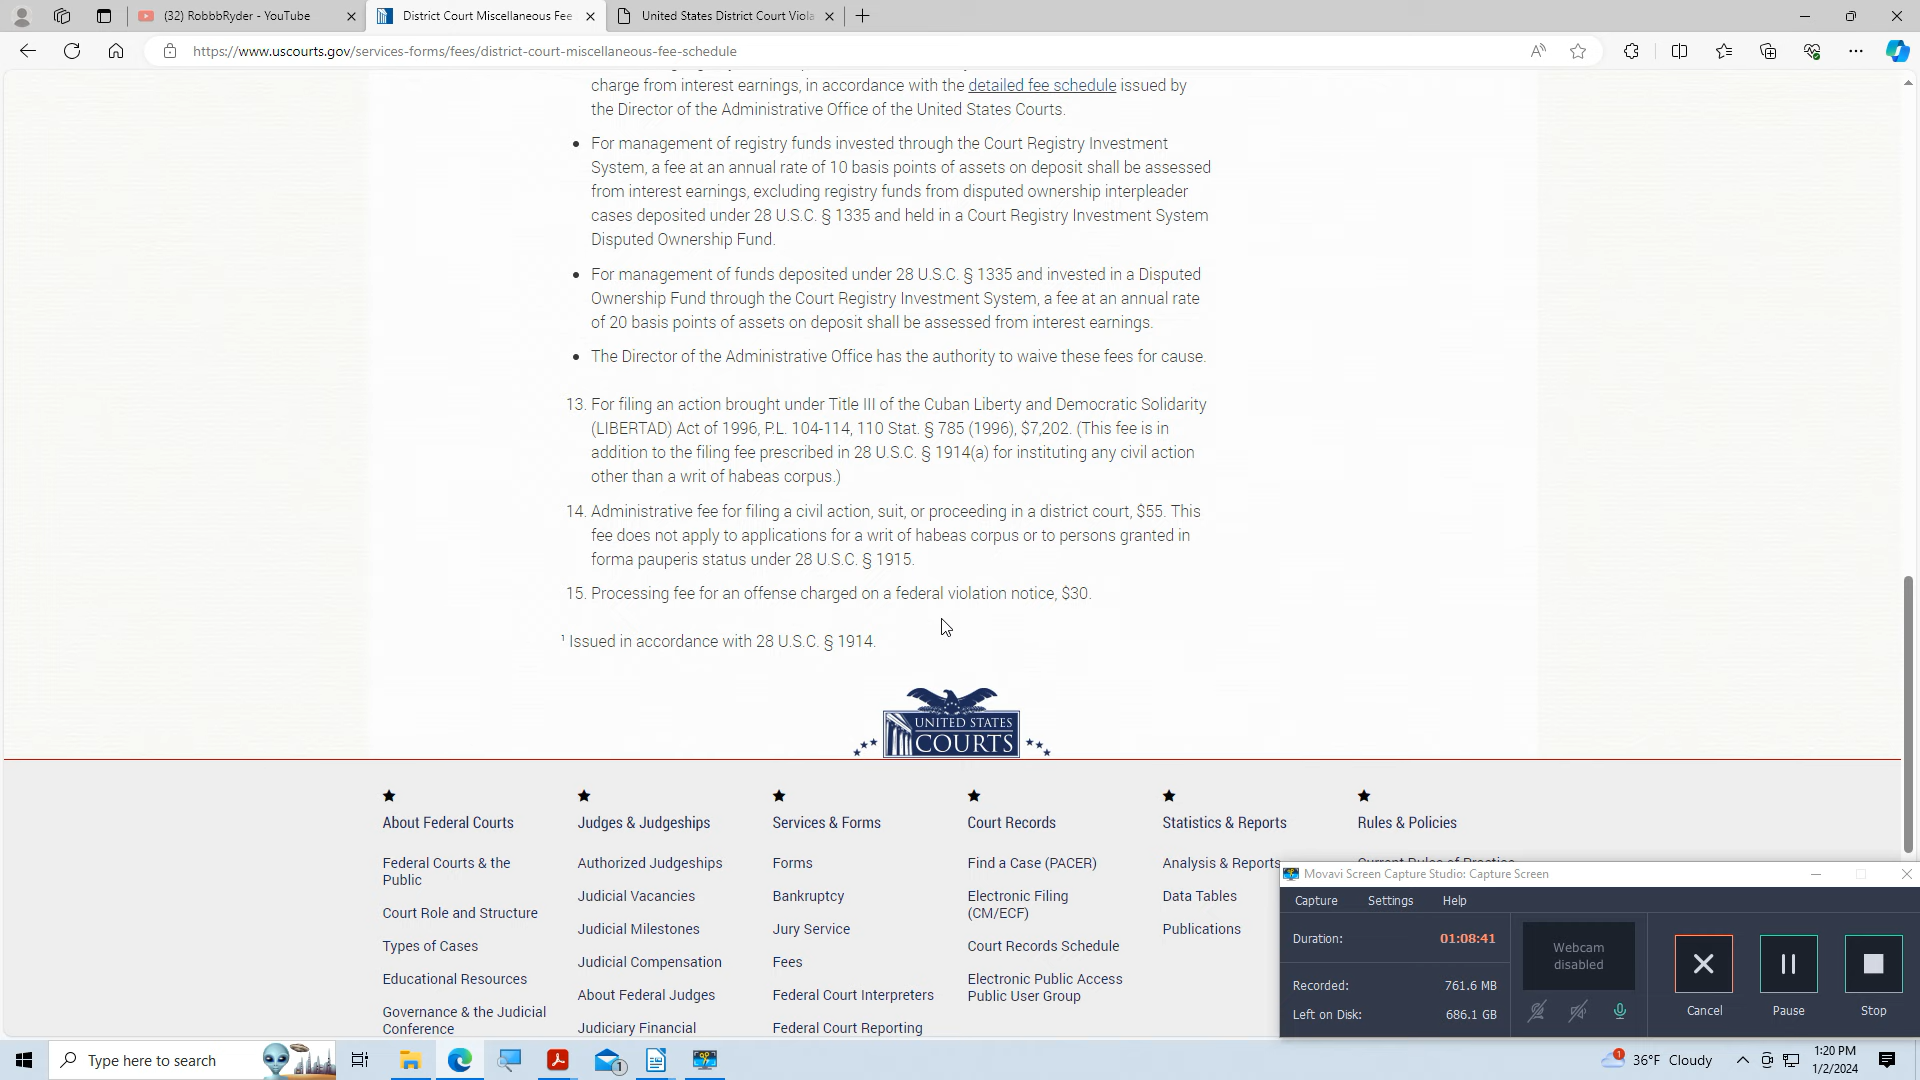 (32) RobbbRyder - YouTube
District Court Miscellaneous Fee
United States District Court Viola
https://www.uscourts.gov/services-forms/fees/district-court-miscellaneous-fee-schedule
charge from interest earnings, in accordance with the detailed fee schedule issued by
the Director of the Administrative Office of the United States Courts.
For management of registry funds invested through the Court Registry Investment
System, a fee at an annual rate of 10 basis points of assets on deposit shall be assessed
from interest earnings, excluding registry funds from disputed ownership interpleader
cases deposited under 28 U.S.C. § 1335 and held in a Court Registry Investment System
Disputed Ownership Fund.
For management of funds deposited under 28 U.S.C. § 1335 and invested in a Disputed
Ownership Fund through the Court Registry Investment System, a fee at an annual rate
of 20 basis points of assets on deposit shall be assessed from interest earnings.
The Director of the Administrative Office has the authority to waive these fees for cause.
13. For filing an action brought under Title III of the Cuban Liberty and Democratic Solidarity
(LIBERTAD) Act of 1996, P.L. 104-114, 110 Stat. § 785 (1996), $7,202. (This fee is in
addition to the filing fee prescribed in 28 U.S.C. § 1914(a) for instituting any civil action
other than a writ of habeas corpus.)
14. Administrative fee for filing a civil action, suit, or proceeding in a district court, $55. This
fee does not apply to applications for a writ of habeas corpus or to persons granted in
forma pauperis status under 28 U.S.C. § 1915.
15. Processing fee for an offense charged on a federal violation notice, $30.
¹ Issued in accordance with 28 U.S.C. § 1914.
UNITED STATES
COURTS
About Federal Courts
Federal Courts & the
Public
Court Role and Structure
Types of Cases
Educational Resources
Governance & the Judicial
Conference
Judges & Judgeships
Authorized Judgeships
Judicial Vacancies
Judicial Milestones
Judicial Compensation
About Federal Judges
Judiciary Financial
Services & Forms
Forms
Bankruptcy
Jury Service
Fees
Federal Court Interpreters
Federal Court Reporting
Court Records
Find a Case (PACER)
Electronic Filing
(CM/ECF)
Court Records Schedule
Electronic Public Access
Public User Group
Statistics & Reports
Analysis & Reports
Data Tables
Publications
Rules & Policies
Movavi Screen Capture Studio: Capture Screen
Capture Settings Help
Duration: 01:08:41
Recorded: 761.6 MB
Left on Disk: 686.1 GB
Webcam
disabled
Cancel
Pause
Stop
Type here to search
1
1
36°F Cloudy
1:20 PM
1/2/2024